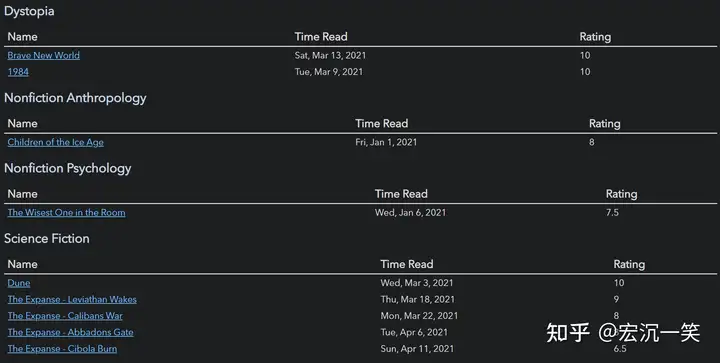 Dystopia
Name Time Read Rating
Brave New World Sat, Mar 13, 2021 10
1984 Tue, Mar 9, 2021 10
Nonfiction Anthropology
Name Time Read Rating
Children of the Ice Age Fri, Jan 1, 2021 8
Nonfiction Psychology
Name Time Read Rating
The Wisest One in the Room Wed, Jan 6, 2021 7.5
Science Fiction
Name Time Read Rating
Dune Wed, Mar 3, 2021 10
The Expanse - Leviathan Wakes Thu, Mar 18, 2021 9
The Expanse - Calibans War Mon, Mar 22, 2021 8
The Expanse - Abbadons Gate Tue, Apr 6, 2021
The Expanse - Cibola Burn Sun, Apr 11, 2021 6.5
知乎 @宏沉一笑